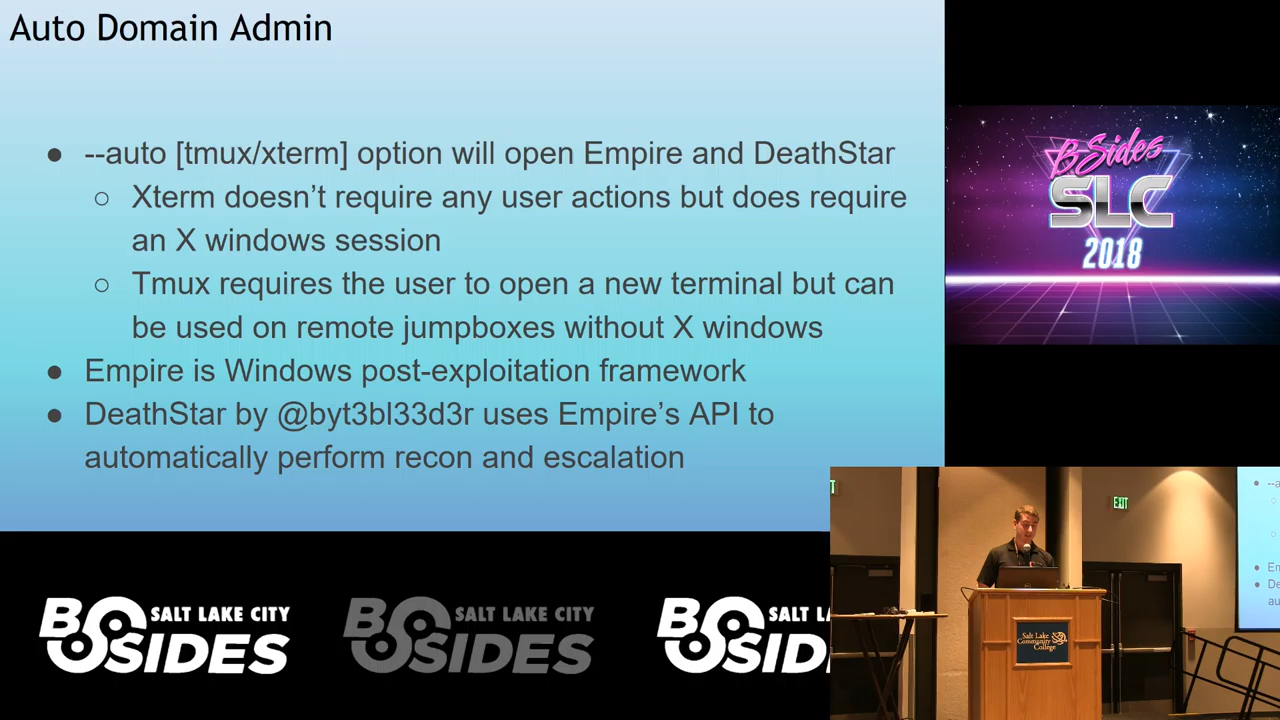 Auto Domain Admin
● --auto [tmux/xterm] option will open Empire and DeathStar
○ Xterm doesn't require any user actions but does require
an X windows session
○ Tmux requires the user to open a new terminal but can
be used on remote jumpboxes without X windows
● Empire is Windows post-exploitation framework
● DeathStar by @byt3bl33d3r uses Empire's API to
automatically perform recon and escalation
BSides
SLC
2018
EXIT
Salt Lake
Community
College
BSIDES SALT LAKE CITY
BSIDES SALT LAKE CITY
BSID SALT L